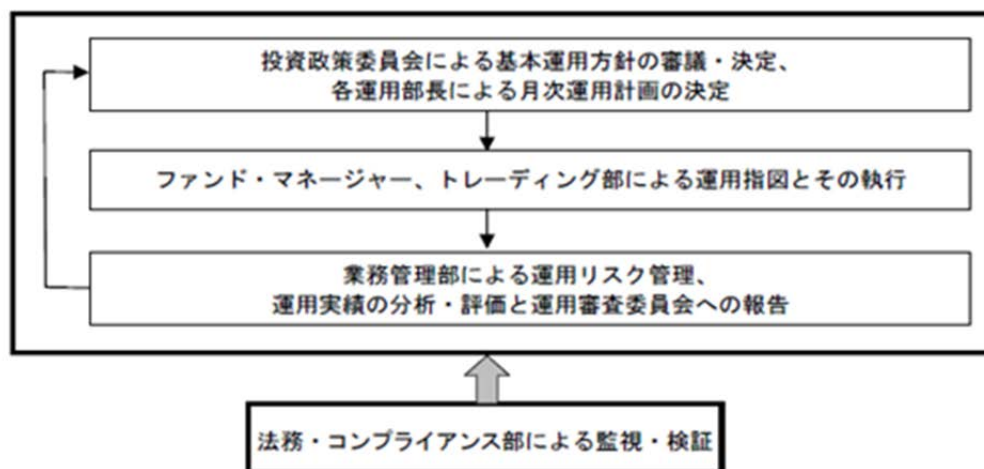 投資政策委員会による基本運用方針の審議・決定、
各運用部長による月次運用計画の決定
ファンド・マネージャー、トレーディング部による運用指図とその執行
業務管理部による運用リスク管理、
運用実績の分析・評価と運用審査委員会への報告
法務・コンプライアンス部による監視・検証